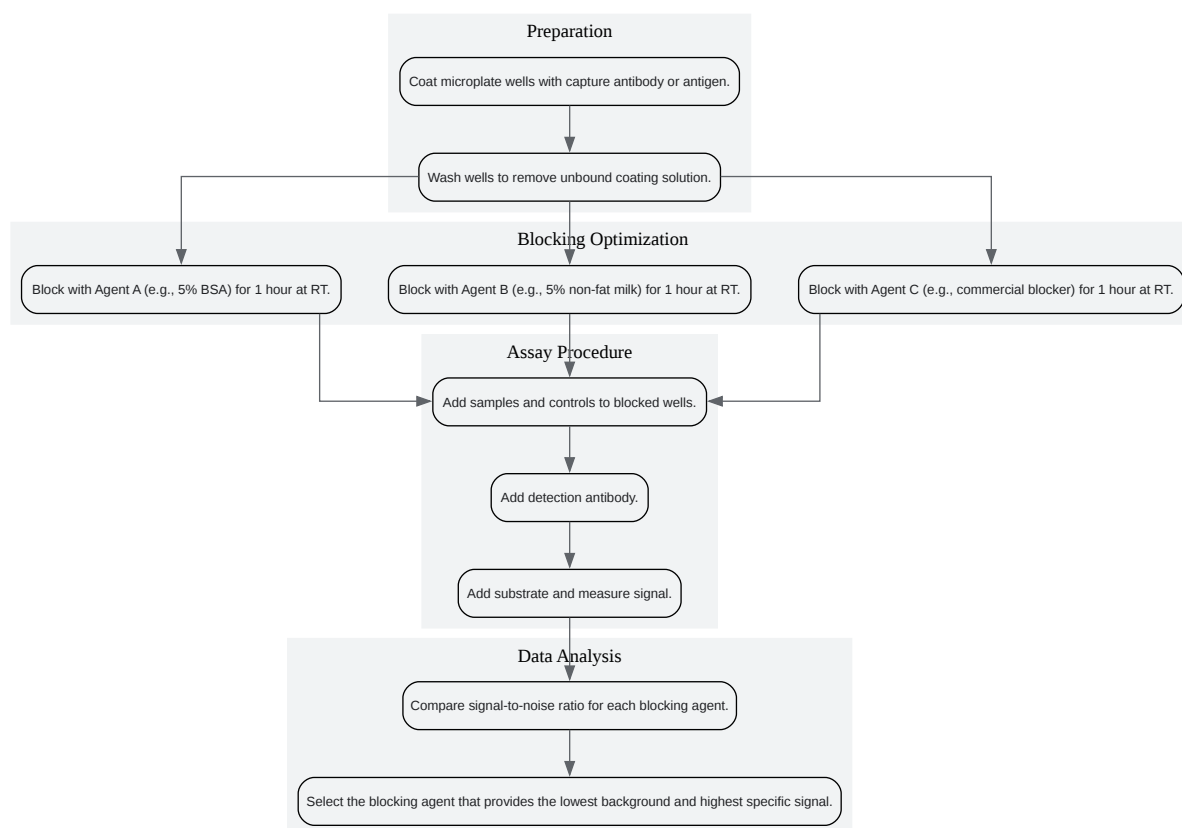 Preparation
Coat microplate wells with capture antibody or antigen.
Wash wells to remove unbound coating solution.
Blocking Optimization
Block with Agent A (e.g., 5% BSA) for 1 hour at RT.
Block with Agent B (e.g., 5% non-fat milk) for 1 hour at RT.
Block with Agent C (e.g., commercial blocker) for 1 hour at RT.
Assay Procedure
Add samples and controls to blocked wells.
Add detection antibody.
Add substrate and measure signal.
Data Analysis
Compare signal-to-noise ratio for each blocking agent.
Select the blocking agent that provides the lowest background and highest specific signal.